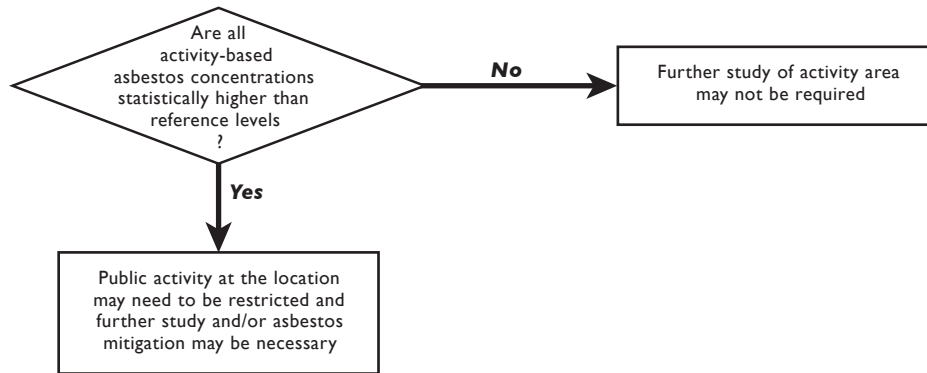 Are all
activity-based
asbestos concentrations
statistically higher than
reference levels
?
No
Further study of activity area
may not be required
Yes
Public activity at the location
may need to be restricted and
further study and/or asbestos
mitigation may be necessary